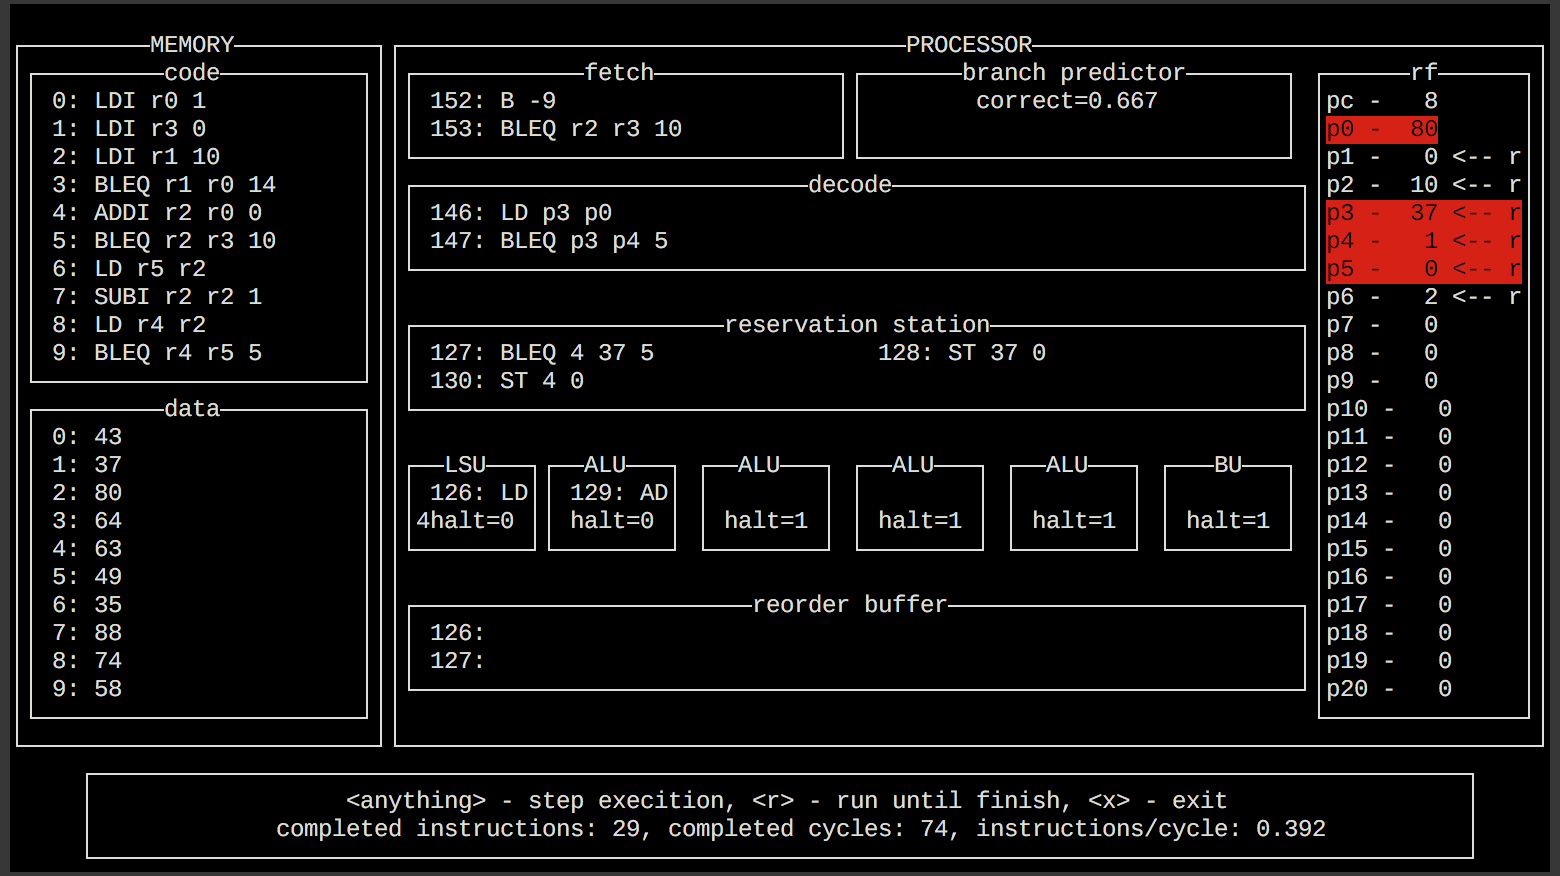 MEMORY
code
0: LDI r0 1
1: LDI r3 0
2: LDI r1 10
3: BLEQ r1 r0 14
4: ADDI r2 r0 0
5: BLEQ r2 r3 10
6: LD r5 r2
7: SUBI r2 r2 1
8: LD r4 r2
9: BLEQ r4 r5 5
data
0: 43
1: 37
2: 80
3: 64
4: 63
5: 49
6: 35
7: 88
8: 74
9: 58
PROCESSOR
fetch
152: B -9
153: BLEQ r2 r3 10
branch predictor
correct=0.667
decode
146: LD p3 p0
147: BLEQ p3 p4 5
reservation station
127: BLEQ 4 37 5 128: ST 37 0
130: ST 4 0
LSU
126: LD
4halt=0
ALU
129: AD
halt=0
ALU
halt=1
ALU
halt=1
ALU
halt=1
BU
halt=1
reorder buffer
126:
127:
rf
pc - 8
p0 - 80
p1 - 0 <-- r
p2 - 10 <-- r
p3 - 37 <-- r
p4 - 1 <-- r
p5 - 0 <-- r
p6 - 2 <-- r
p7 - 0
p8 - 0
p9 - 0
p10 - 0
p11 - 0
p12 - 0
p13 - 0
p14 - 0
p15 - 0
p16 - 0
p17 - 0
p18 - 0
p19 - 0
p20 - 0
<anything> - step execition, <r> - run until finish, <x> - exit
completed instructions: 29, completed cycles: 74, instructions/cycle: 0.392